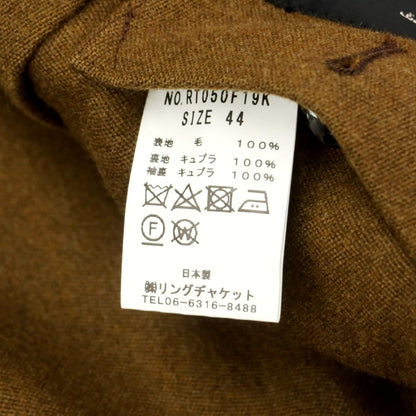 NO.RT050F19K
SIZE 44
表地 毛 100%
裏地 キュプラ 100%
袖裏 キュプラ 100%
F W
日本製
㈱リングヂャケット
TEL06-6316-8488